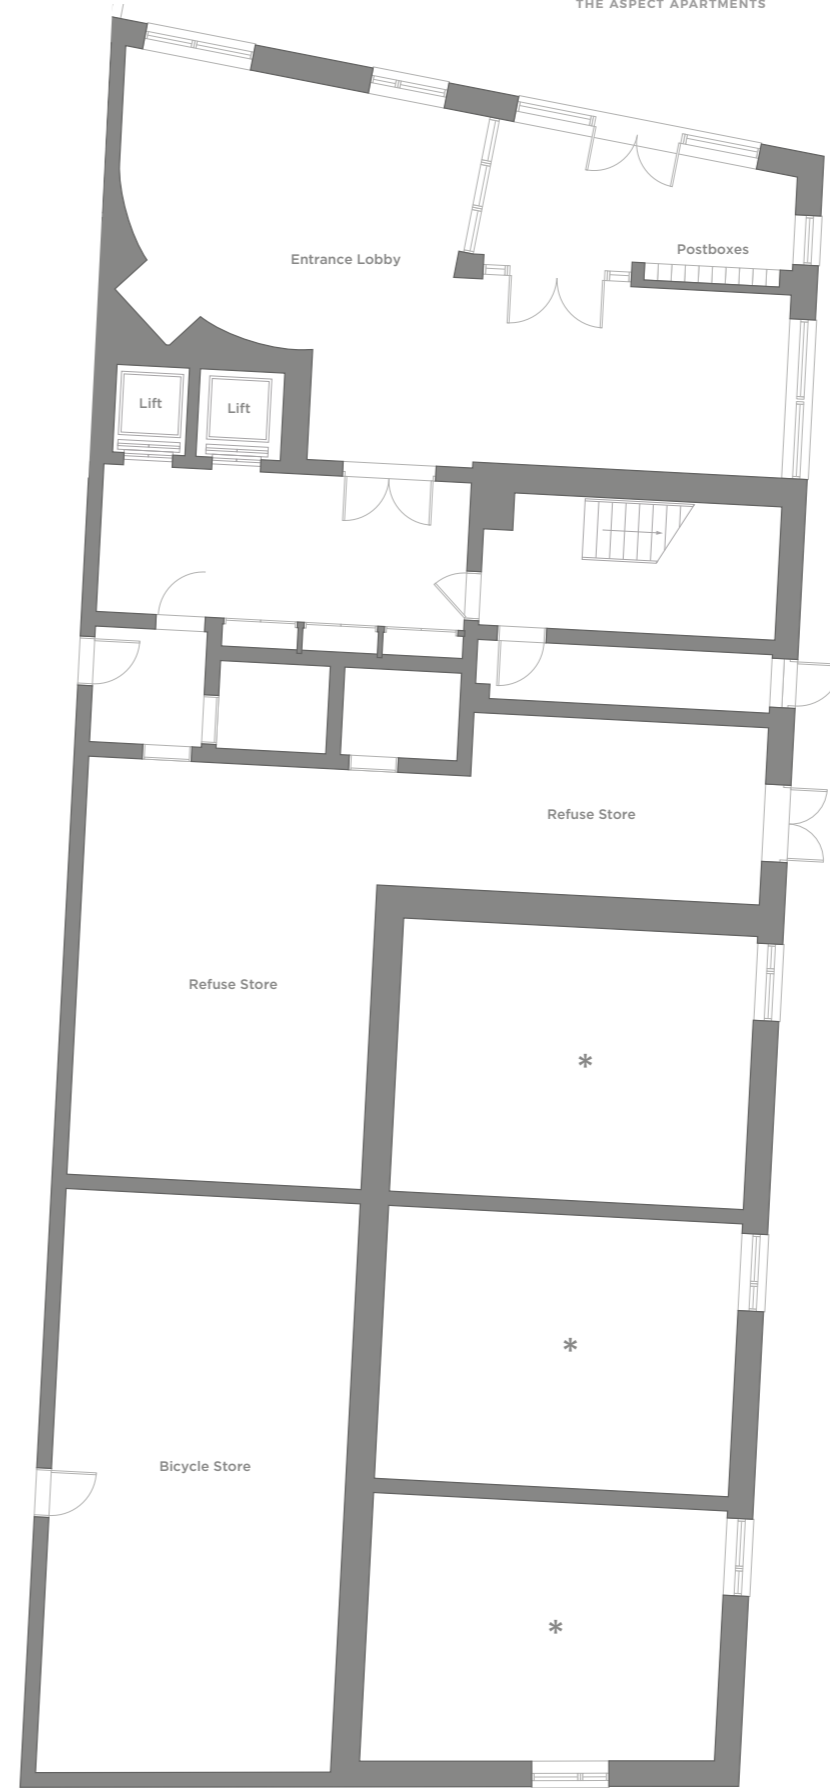 THE ASPECT APARTMENTS
Postboxes
Entrance Lobby
Lift
Lift
Refuse Store
Refuse Store
*
*
Bicycle Store
*